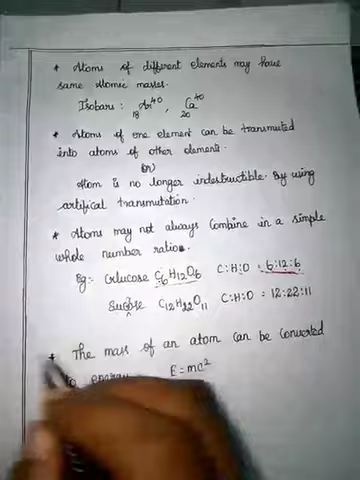 * Atoms of different elements may have
same atomic masses.
Isobars : ₁₈Ar⁴⁰ , ₂₀Ca⁴⁰
* Atoms of one element can be transmuted
into atoms of other elements.
(or)
Atom is no longer indestructible. By using
artifical transmutation.
* Atoms may not always combine in a simple
whole number ratio.
Eg:- Glucose C₆H₁₂O₆ C:H:O = 6:12:6
Sucose C₁₂H₂₂O₁₁ C:H:O = 12:22:11
* The mass of an atom can be converted
energy E = mc²